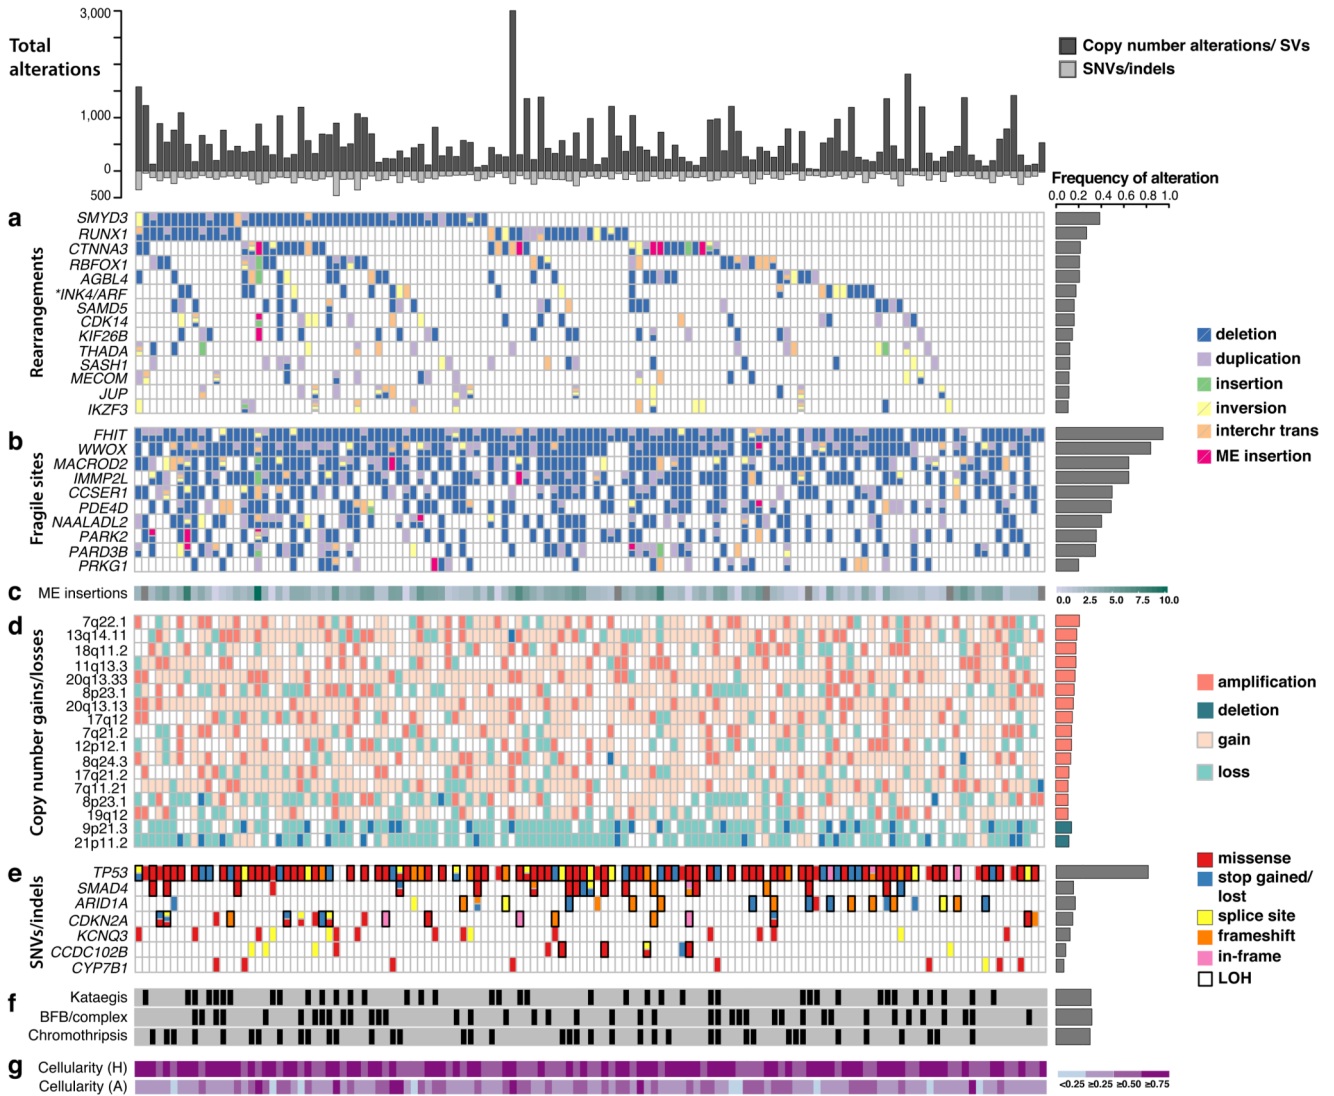 Total alterations
3,000
1,000
0
500
Copy number alterations/ SVs
SNVs/indels
Frequency of alteration
0.0 0.2 0.4 0.6 0.8 1.0
a
Rearrangements
SMYD3
RUNX1
CTNNA3
RBFOX1
AGBL4
*INK4/ARF
SAMD5
CDK14
KIF26B
THADA
SASH1
MECOM
JUP
IKZF3
deletion
duplication
insertion
inversion
interchr trans
ME insertion
b
Fragile sites
FHIT
WWOX
MACROD2
IMMP2L
CCSER1
PDE4D
NAALADL2
PARK2
PARD3B
PRKG1
c
ME insertions
0.0 2.5 5.0 7.5 10.0
d
Copy number gains/losses
7q22.1
13q14.11
18q11.2
11q13.3
20q13.33
8p23.1
20q13.13
17q12
7q21.2
12p12.1
8q24.3
17q21.2
7q11.21
8p23.1
19q12
9p21.3
21p11.2
amplification
deletion
gain
loss
e
SNVs/indels
TP53
SMAD4
ARID1A
CDKN2A
KCNQ3
CCDC102B
CYP7B1
missense
stop gained/
lost
splice site
frameshift
in-frame
LOH
f
Kataegis
BFB/complex
Chromothripsis
g
Cellularity (H)
Cellularity (A)
<0.25 ≥0.25 ≥0.50 ≥0.75